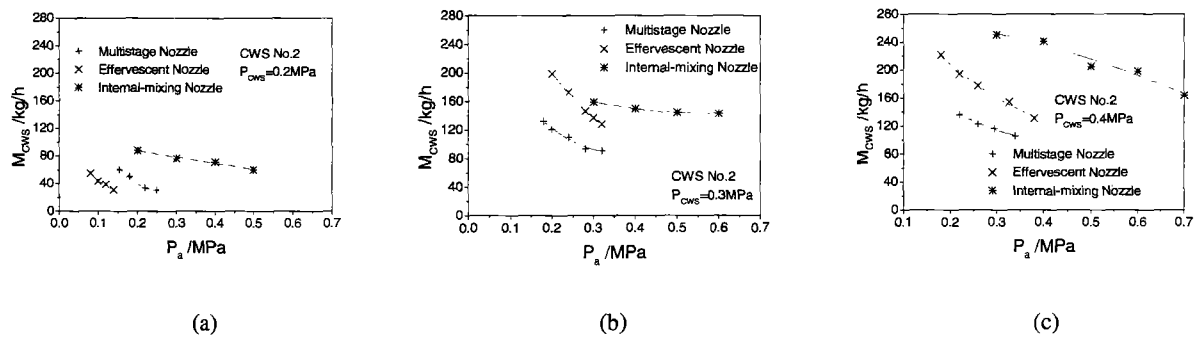 280
240
200
160
120
80
40
0
M_CWS /kg/h
Multistage Nozzle
Effervescent Nozzle
Internal-mixing Nozzle
CWS No.2
P_CWS=0.2MPa
0.0 0.1 0.2 0.3 0.4 0.5 0.6 0.7
P_a /MPa
(a)
280
240
200
160
120
80
40
0
M_CWS /kg/h
Multistage Nozzle
Effervescent Nozzle
Internal-mixing Nozzle
CWS No.2
P_CWS=0.3MPa
0.0 0.1 0.2 0.3 0.4 0.5 0.6 0.7
P_a /MPa
(b)
280
240
200
160
120
80
40
0
M_CWS /kg/h
CWS No.2
P_CWS=0.4MPa
Multistage Nozzle
Effervescent Nozzle
Internal-mixing Nozzle
0.1 0.2 0.3 0.4 0.5 0.6 0.7
P_a /MPa
(c)